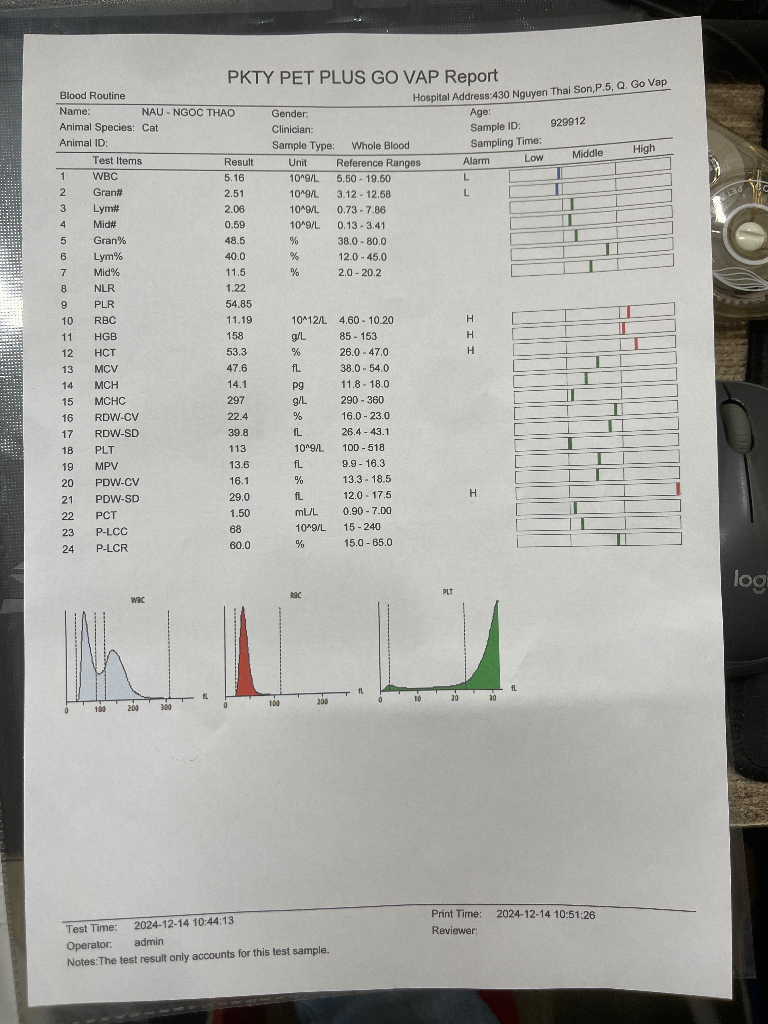 PKTY PET PLUS GO VAP Report
Blood Routine Hospital Address:430 Nguyen Thai Son,P.5, Q. Go Vap
Name: NAU - NGOC THAO Gender: Age:
Animal Species: Cat Clinician: Sample ID: 929912
Animal ID: Sample Type: Whole Blood Sampling Time:
Test Items Result Unit Reference Ranges Alarm Low Middle High
1 WBC 5.16 10^9/L 5.50 - 19.50 L
2 Gran# 2.51 10^9/L 3.12 - 12.58 L
3 Lym# 2.06 10^9/L 0.73 - 7.86
4 Mid# 0.59 10^9/L 0.13 - 3.41
5 Gran% 48.5 % 38.0 - 80.0
6 Lym% 40.0 % 12.0 - 45.0
7 Mid% 11.5 % 2.0 - 20.2
8 NLR 1.22
9 PLR 54.85
10 RBC 11.19 10^12/L 4.60 - 10.20 H
11 HGB 158 g/L 85 - 153 H
12 HCT 53.3 % 26.0 - 47.0 H
13 MCV 47.6 fL 38.0 - 54.0
14 MCH 14.1 pg 11.8 - 18.0
15 MCHC 297 g/L 290 - 360
16 RDW-CV 22.4 % 16.0 - 23.0
17 RDW-SD 39.8 fL 26.4 - 43.1
18 PLT 113 10^9/L 100 - 518
19 MPV 13.6 fL 9.9 - 16.3
20 PDW-CV 16.1 % 13.3 - 18.5
21 PDW-SD 29.0 fL 12.0 - 17.5 H
22 PCT 1.50 mL/L 0.90 - 7.00
23 P-LCC 68 10^9/L 15 - 240
24 P-LCR 60.0 % 15.0 - 65.0
WBC RBC PLT
0 100 200 300 fL 0 100 200 fL 0 10 20 30 fL
Test Time: 2024-12-14 10:44:13 Print Time: 2024-12-14 10:51:26
Operator: admin Reviewer:
Notes:The test result only accounts for this test sample.
logi